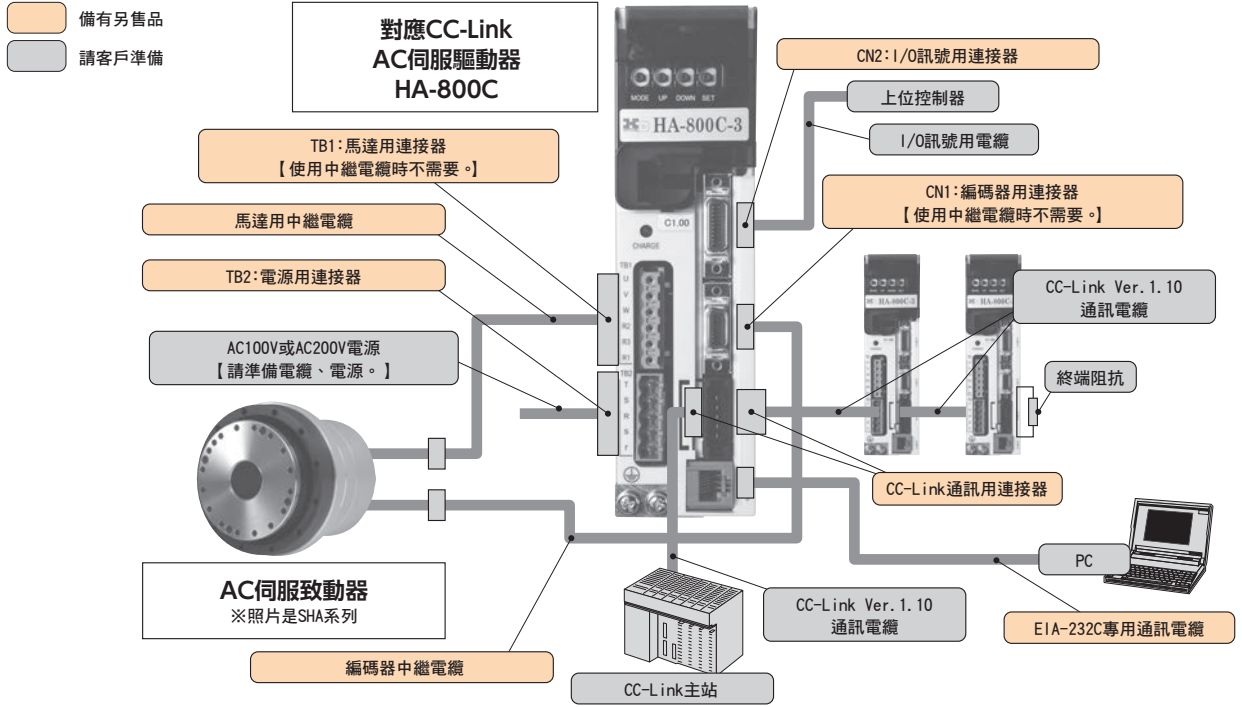 備有另售品
請客戶準備
對應CC-Link
AC伺服驅動器
HA-800C
MODE UP DOWN SET
HA-800C-3
C1.00
CHARGE
TB1
U
V
W
R2
R3
R1
TB2
T
S
R
S
r
TB1:馬達用連接器
【使用中繼電纜時不需要。】
馬達用中繼電纜
TB2:電源用連接器
AC100V或AC200V電源
【請準備電纜、電源。】
CN2:I/O訊號用連接器
上位控制器
I/O訊號用電纜
CN1:編碼器用連接器
【使用中繼電纜時不需要。】
HA-800C-3
HA-800C-
CC-Link Ver.1.10
通訊電纜
終端阻抗
CC-Link通訊用連接器
PC
EIA-232C專用通訊電纜
CC-Link Ver.1.10
通訊電纜
CC-Link主站
AC伺服致動器
※照片是SHA系列
編碼器中繼電纜